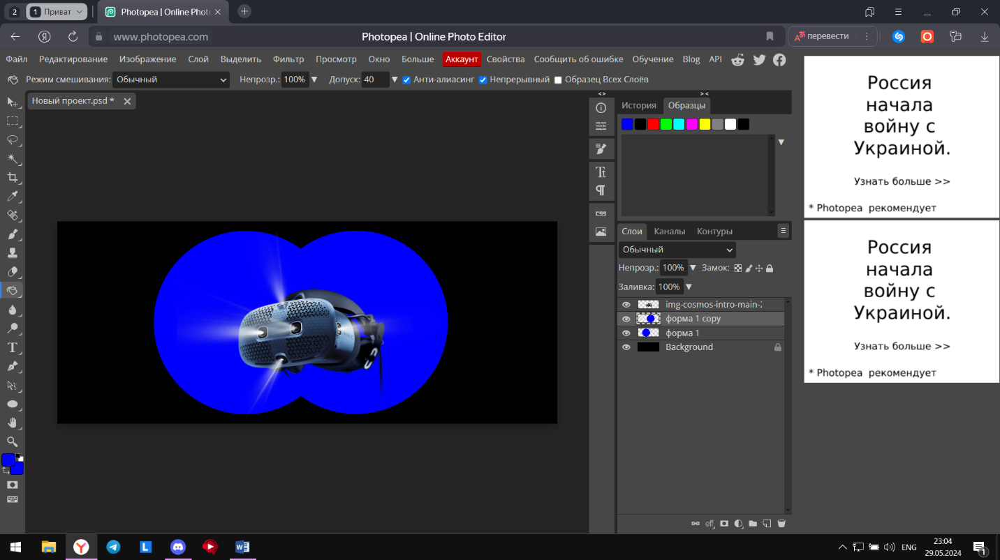 2
1 Приват
Photopea | Online Photo
www.photopea.com
Photopea | Online Photo Editor
перевести
Файл Редактирование Изображение Слой Выделить Фильтр Просмотр Окно Больше Аккаунт Свойства Сообщить об ошибке Обучение Blog API
Режим смешивания: Обычный Непрозр.: 100% Допуск: 40 Анти-алиасинг Непрерывный Образец Всех Слоёв
Новый проект.psd *
История Образцы
CSS
Слои Каналы Контуры
Обычный
Непрозр.: 100% Замок:
Заливка: 100%
img-cosmos-intro-main-2
форма 1 copy
форма 1
Background
eff
Россия
начала
войну с
Украиной.
Узнать больше >>
* Photopea рекомендует
Россия
начала
войну с
Украиной.
Узнать больше >>
* Photopea рекомендует
ENG
23:04
29.05.2024
1